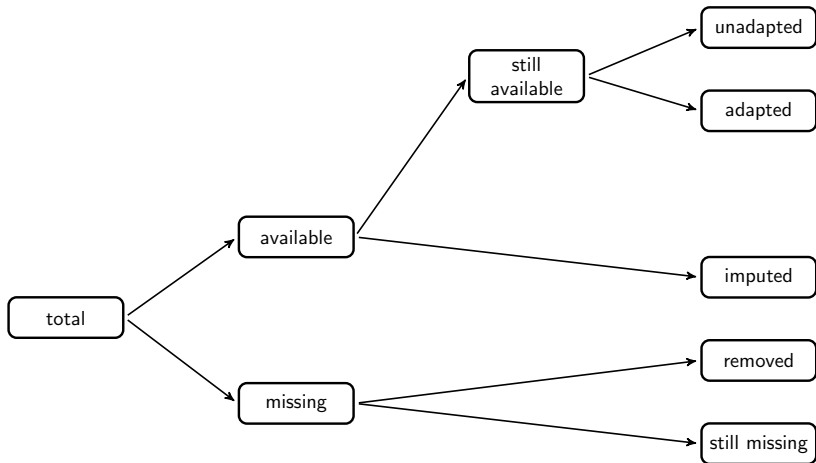 unadapted
still
available
adapted
available
imputed
total
removed
missing
still missing